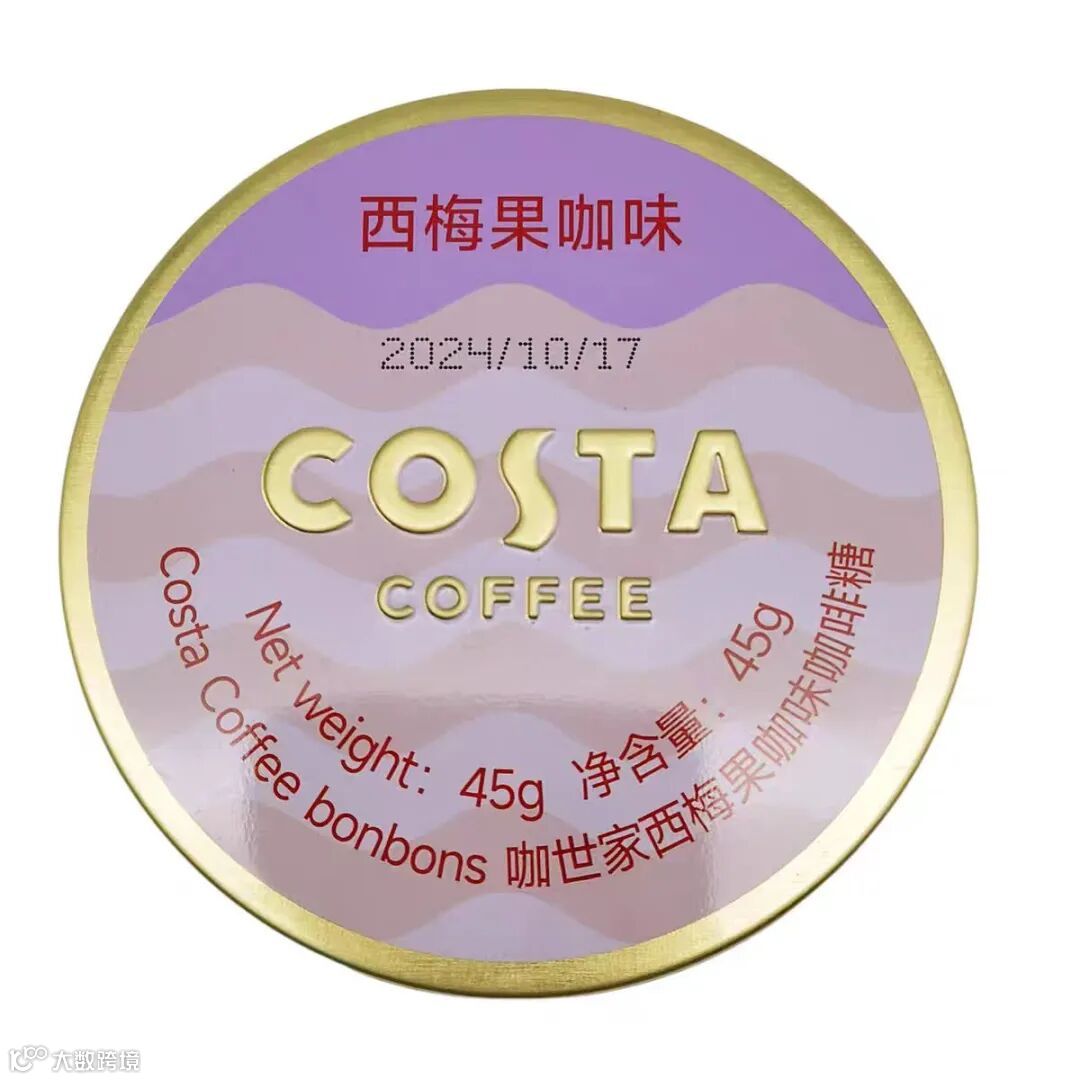 西梅果咖味
2024/10/17
COSTA
COFFEE
Net weight: 45g 净含量: 45g
Costa Coffee bonbons 咖世家西梅果咖味咖啡糖
大数跨境